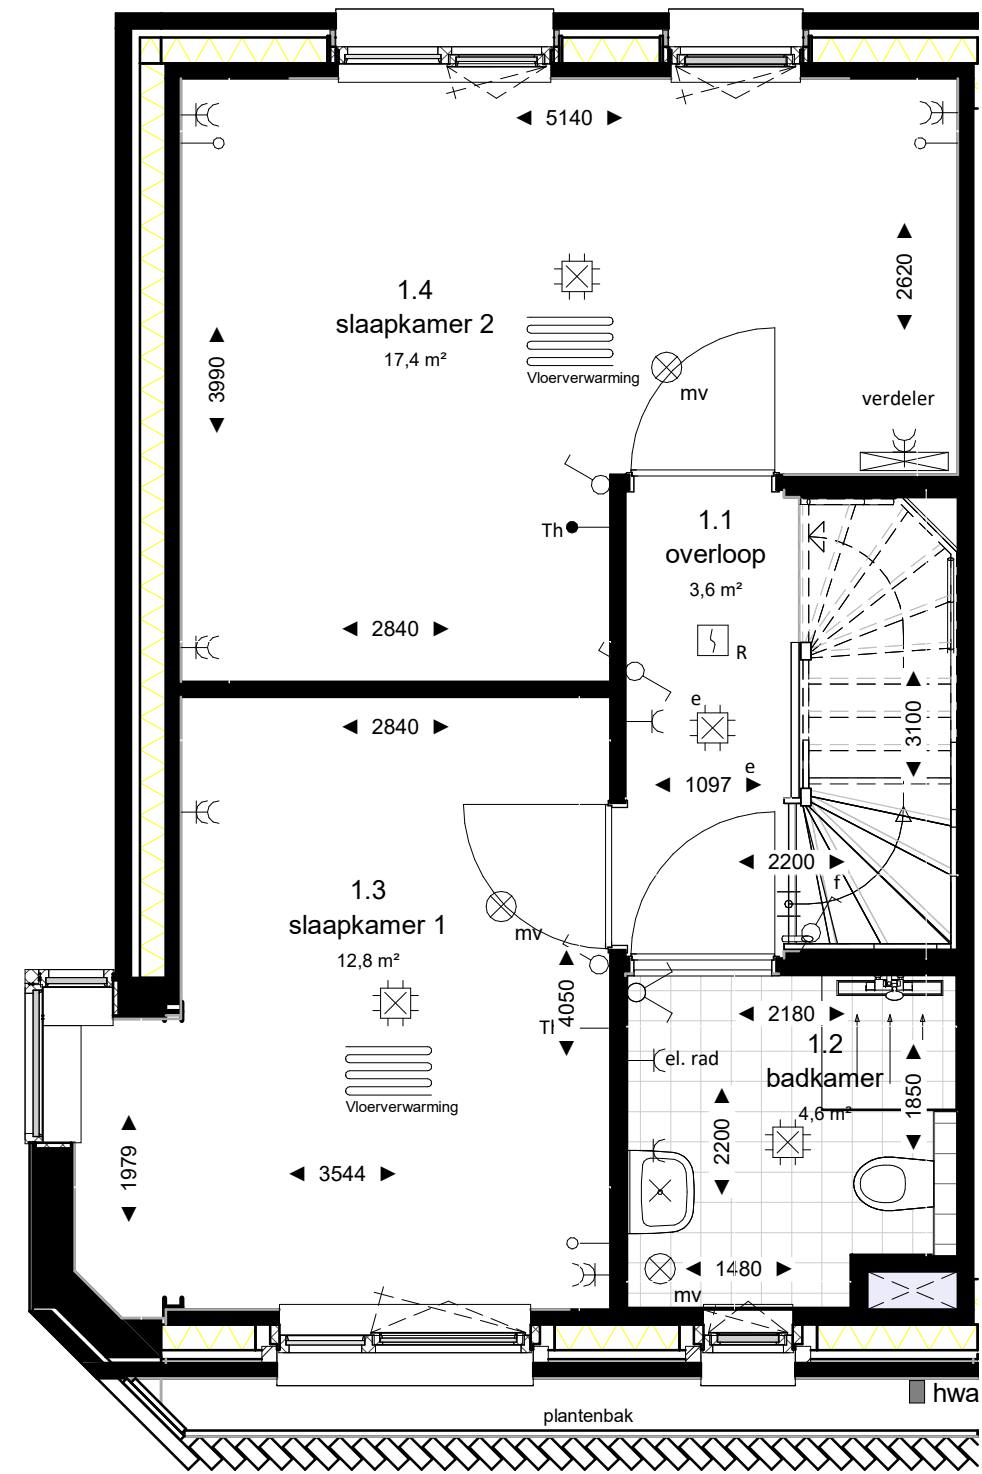 5140
2620
1.4
slaapkamer 2
17,4 m²
3990
Vloerverwarming
mv
verdeler
Th
1.1
overloop
3,6 m²
R
2840
e
3100
2840
e
1097
2200
f
1.3
slaapkamer 1
12,8 m²
mv
4050
2180
1.2
badkamer
4,6 m²
el. rad
1850
Vloerverwarming
2200
1979
3544
1480
mv
hwa
plantenbak